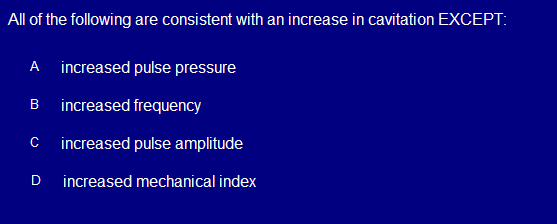 All of the following are consistent with an increase in cavitation EXCEPT:
A increased pulse pressure
B increased frequency
C increased pulse amplitude
D increased mechanical index